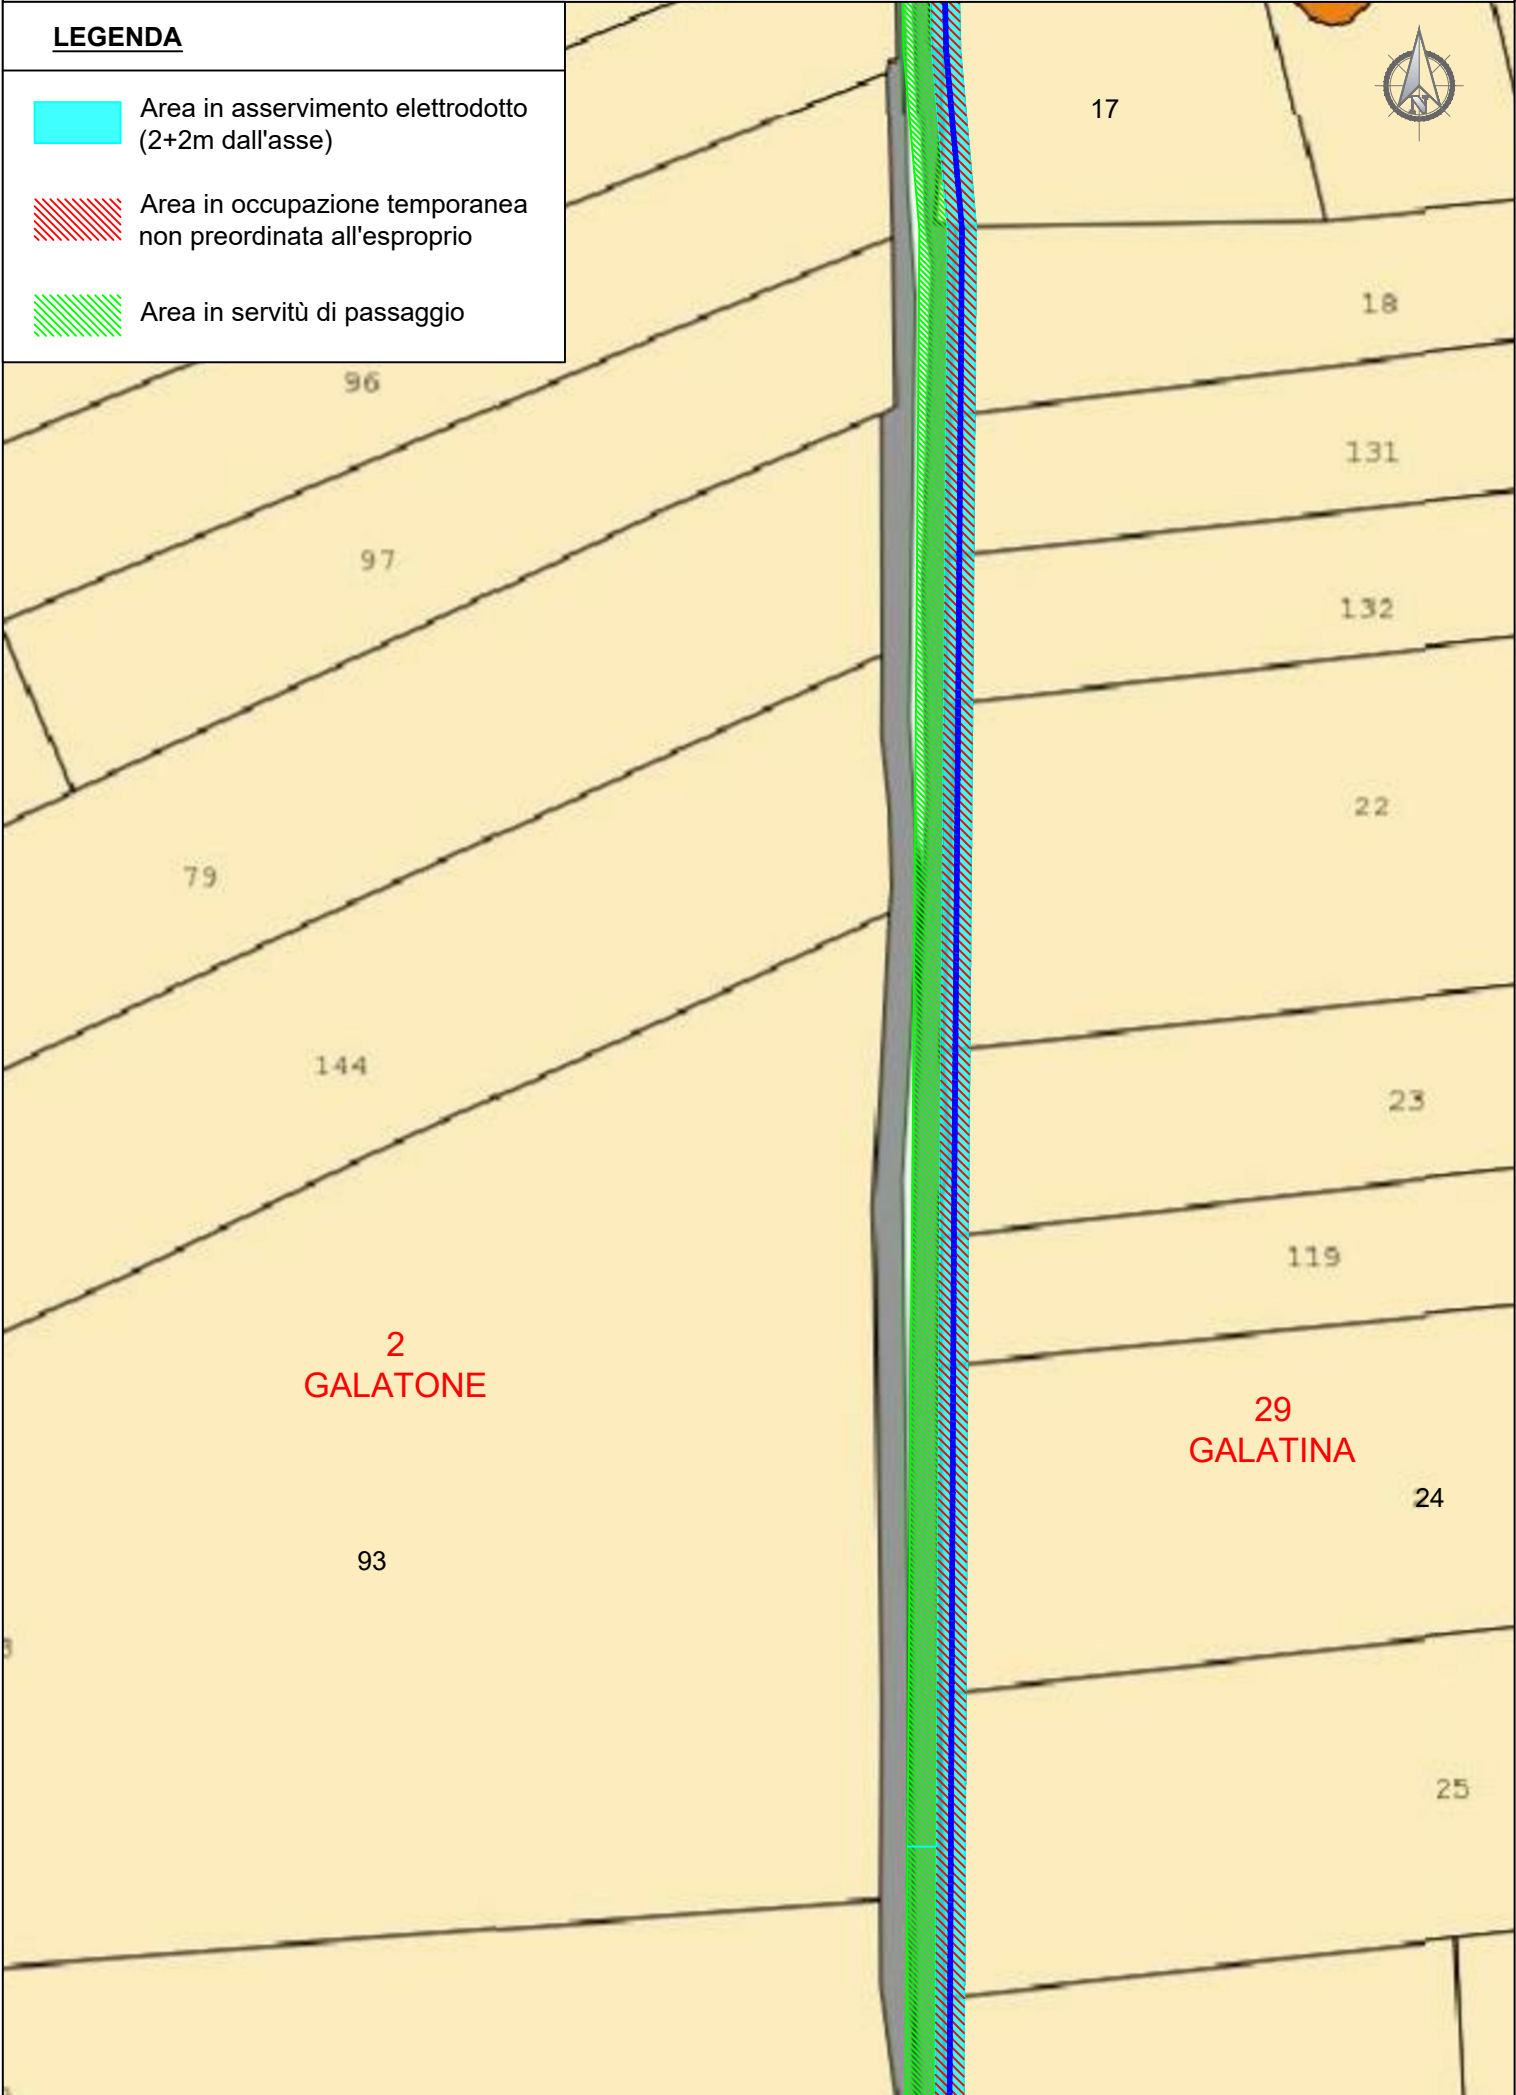 LEGENDA
Area in asservimento elettrodotto
(2+2m dall'asse)
Area in occupazione temporanea
non preordinata all'esproprio
Area in servitù di passaggio
17
N
18
96
131
97
132
22
79
144
23
119
2
GALATONE
29
GALATINA
24
93
25